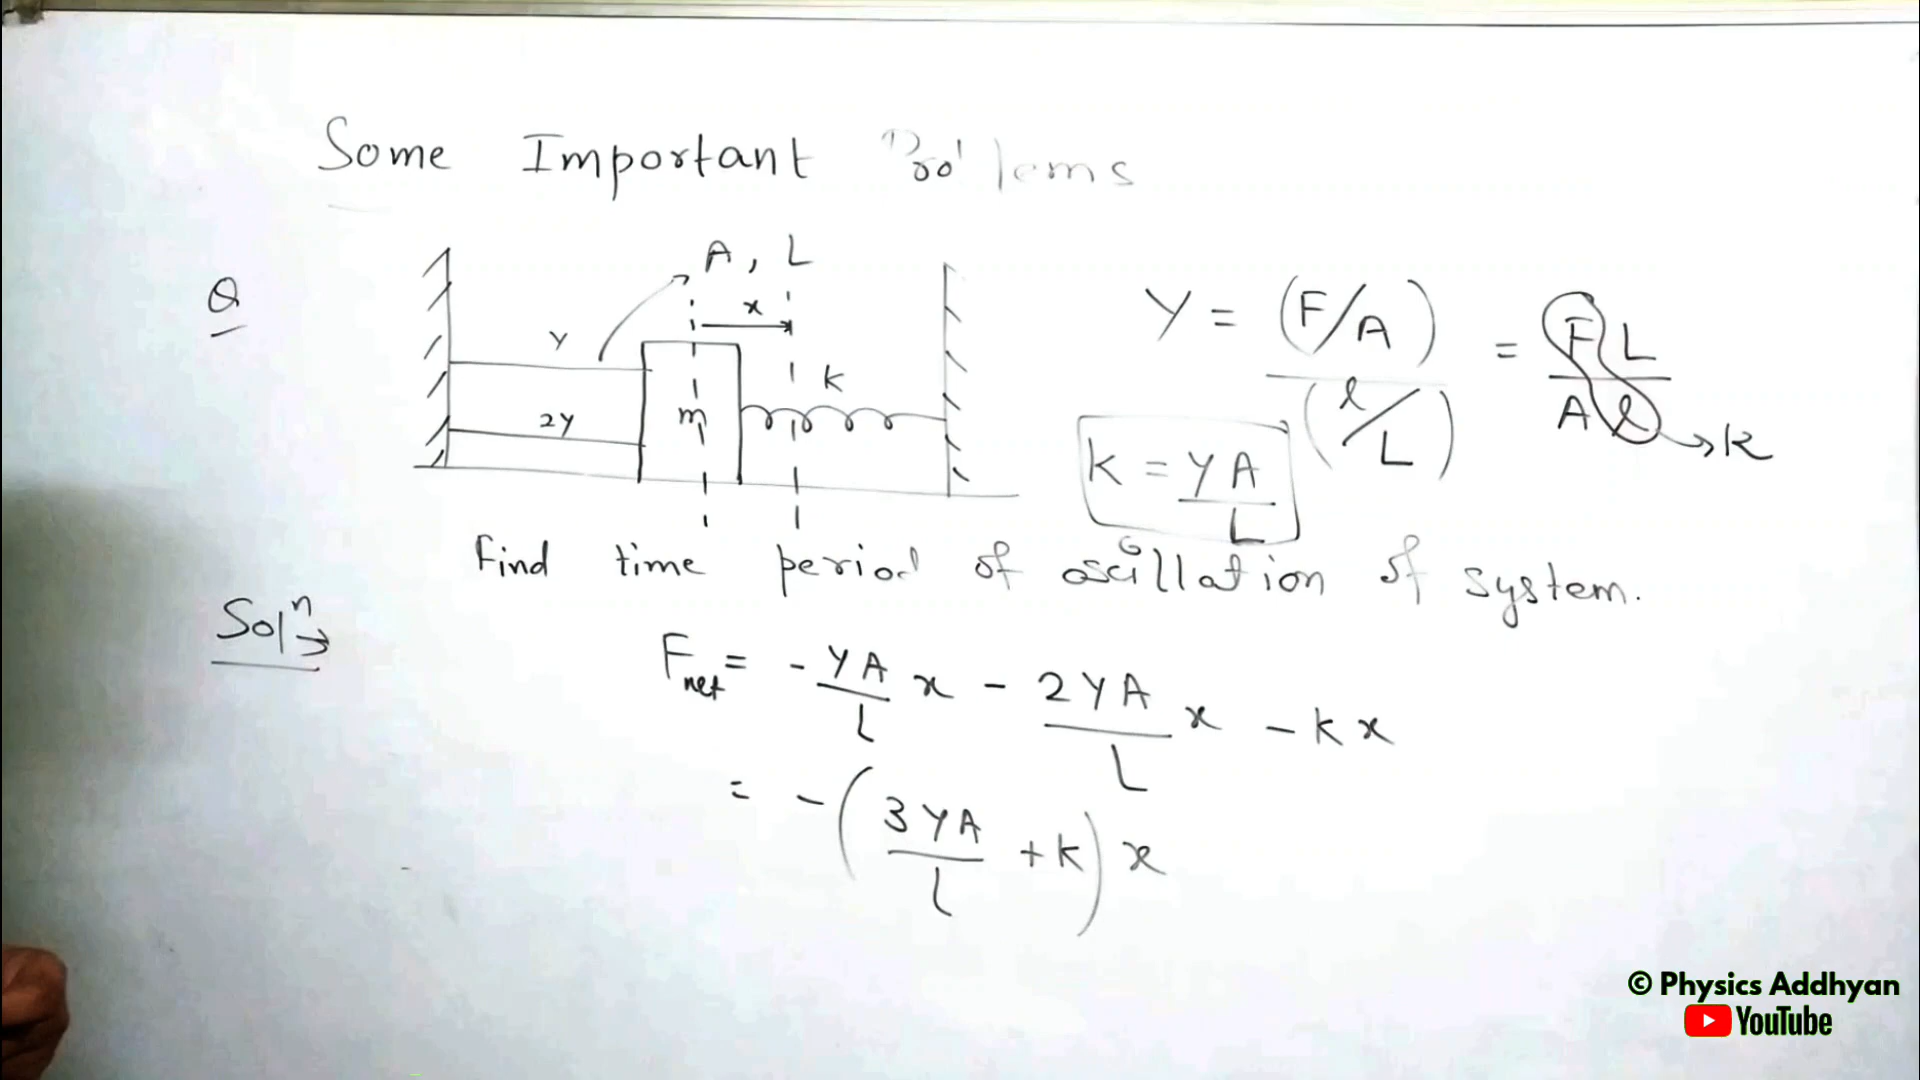 Some Important Problems
Q
A, L
x
Y
K
2Y
m
Y = (F/A) / (l/L) = FL / Al → K
K = YA / L
Find time period of oscillation of system.
Solⁿ →
Fnet = - YA/L x - 2YA/L x - kx
= - (3YA/L + k) x
© Physics Addhyan
YouTube